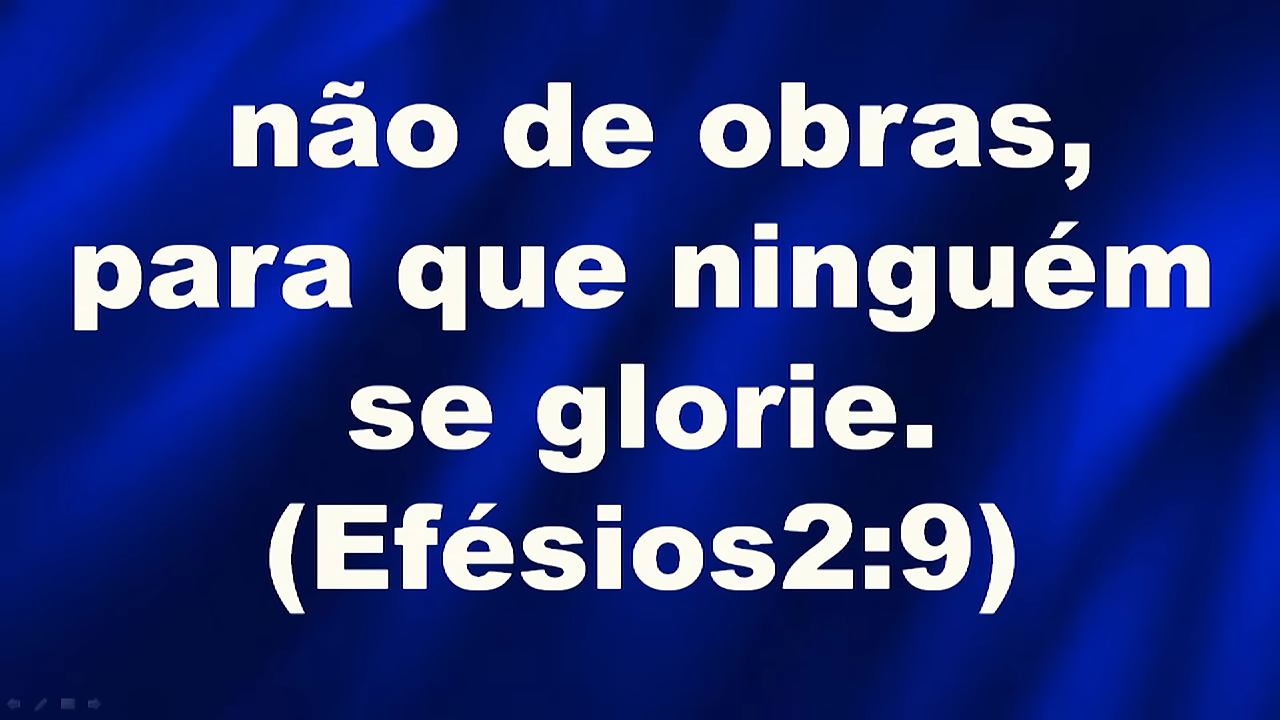 não de obras,
para que ninguém
se glorie.
(Efésios2:9)